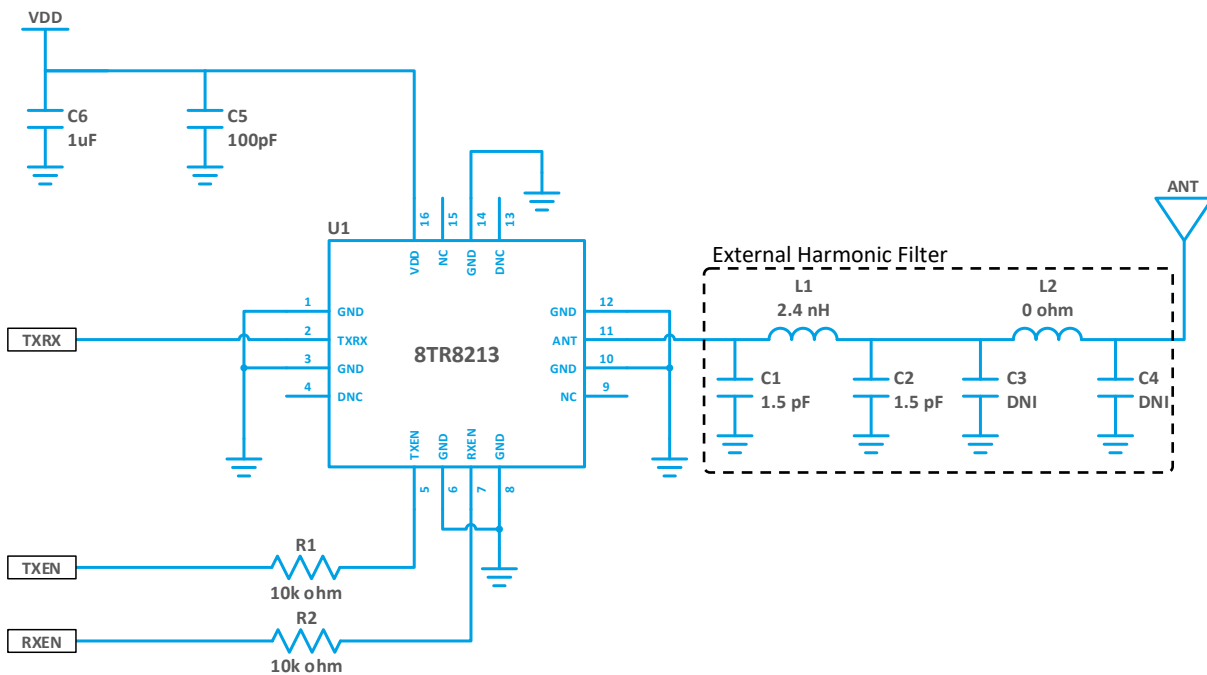 VDD
C6
1uF
C5
100pF
U1
16
15
14
13
VDD
NC
GND
DNC
ANT
External Harmonic Filter
L1
2.4 nH
L2
0 ohm
TXRX
1
GND
2
TXRX
3
GND
4
DNC
8TR8213
GND
12
ANT
11
GND
10
NC
9
C1
1.5 pF
C2
1.5 pF
C3
DNI
C4
DNI
TXEN
GND
RXEN
GND
5
6
7
8
TXEN
R1
10k ohm
RXEN
R2
10k ohm